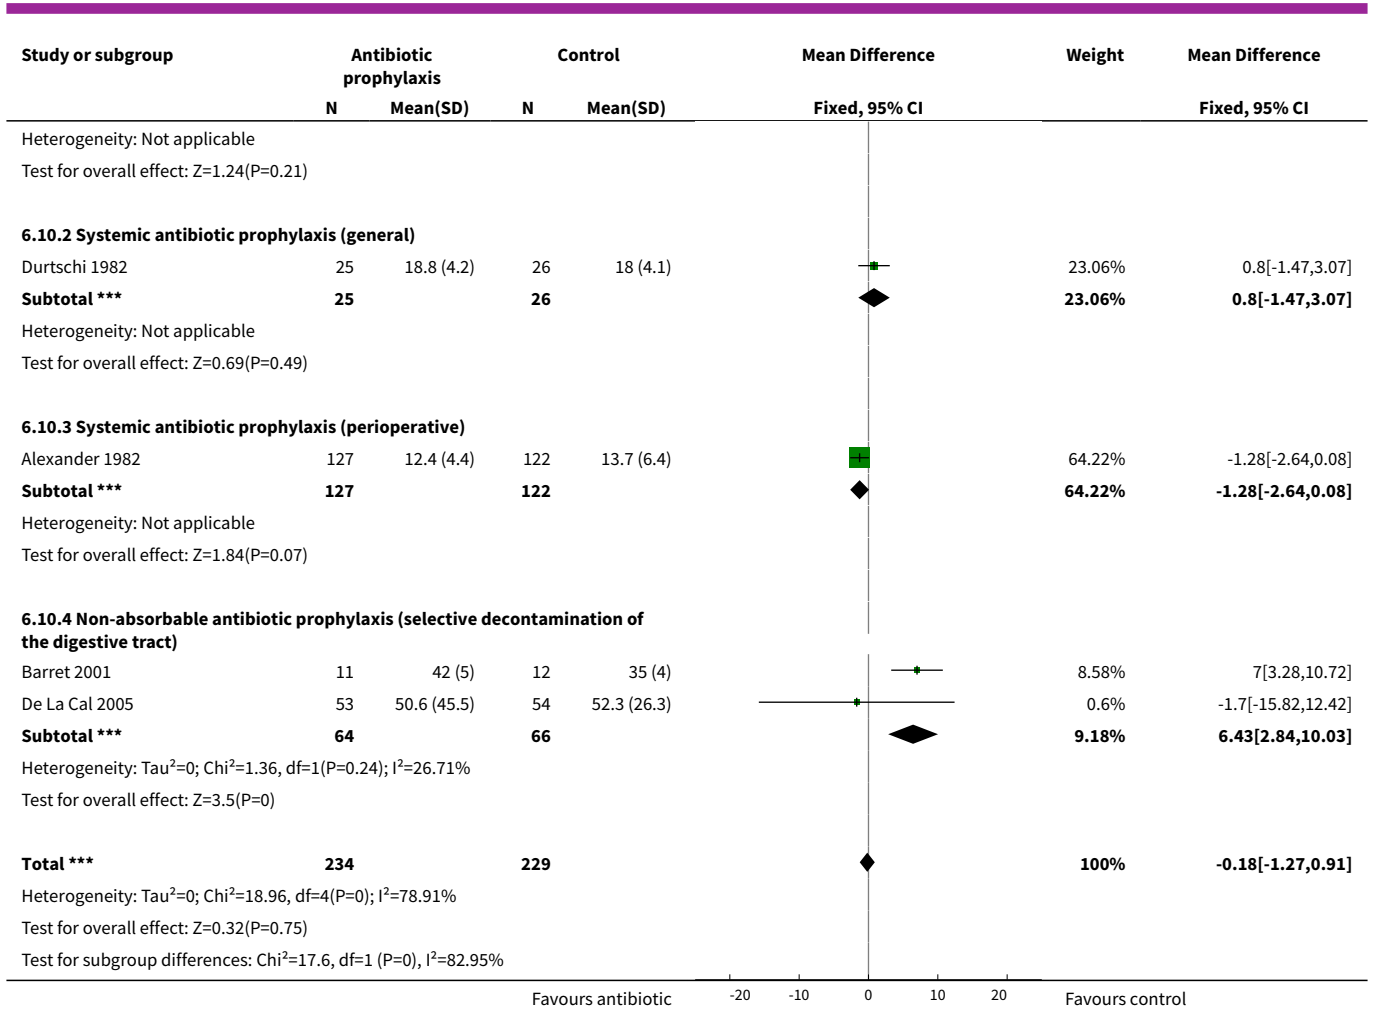 Study or subgroup Antibiotic prophylaxis Control Mean Difference Weight Mean Difference
N Mean(SD) N Mean(SD) Fixed, 95% CI Fixed, 95% CI
Heterogeneity: Not applicable
Test for overall effect: Z=1.24(P=0.21)
6.10.2 Systemic antibiotic prophylaxis (general)
Durtschi 1982 25 18.8 (4.2) 26 18 (4.1) 23.06% 0.8[-1.47,3.07]
Subtotal *** 25 26 23.06% 0.8[-1.47,3.07]
Heterogeneity: Not applicable
Test for overall effect: Z=0.69(P=0.49)
6.10.3 Systemic antibiotic prophylaxis (perioperative)
Alexander 1982 127 12.4 (4.4) 122 13.7 (6.4) 64.22% -1.28[-2.64,0.08]
Subtotal *** 127 122 64.22% -1.28[-2.64,0.08]
Heterogeneity: Not applicable
Test for overall effect: Z=1.84(P=0.07)
6.10.4 Non-absorbable antibiotic prophylaxis (selective decontamination of
the digestive tract)
Barret 2001 11 42 (5) 12 35 (4) 8.58% 7[3.28,10.72]
De La Cal 2005 53 50.6 (45.5) 54 52.3 (26.3) 0.6% -1.7[-15.82,12.42]
Subtotal *** 64 66 9.18% 6.43[2.84,10.03]
Heterogeneity: Tau²=0; Chi²=1.36, df=1(P=0.24); I²=26.71%
Test for overall effect: Z=3.5(P=0)
Total *** 234 229 100% -0.18[-1.27,0.91]
Heterogeneity: Tau²=0; Chi²=18.96, df=4(P=0); I²=78.91%
Test for overall effect: Z=0.32(P=0.75)
Test for subgroup differences: Chi²=17.6, df=1 (P=0), I²=82.95%
Favours antibiotic -20 -10 0 10 20 Favours control